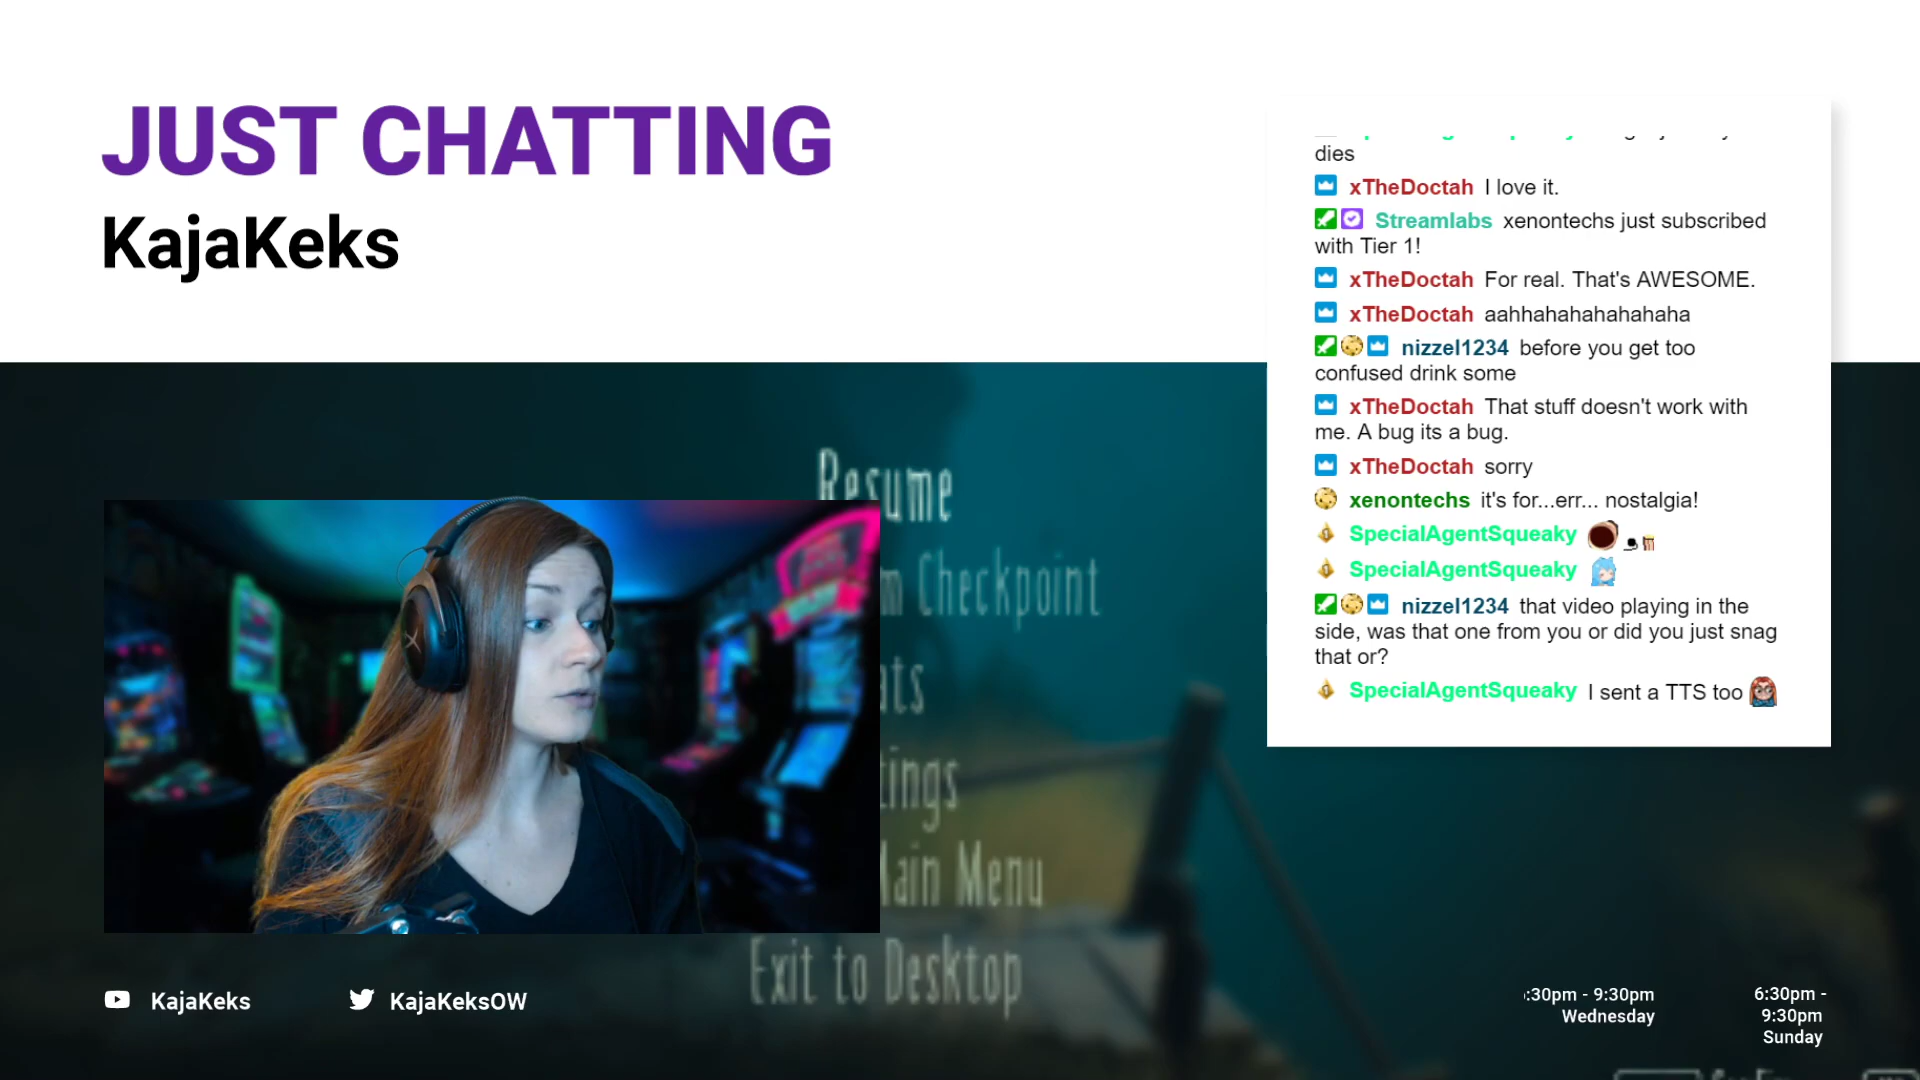 JUST CHATTING
KajaKeks
dies
xTheDoctah I love it.
Streamlabs xenontechs just subscribed
with Tier 1!
xTheDoctah For real. That's AWESOME.
xTheDoctah aahhahahahahahaha
nizzel1234 before you get too
confused drink some
xTheDoctah That stuff doesn't work with
me. A bug its a bug.
xTheDoctah sorry
xenontechs it's for...err... nostalgia!
SpecialAgentSqueaky
SpecialAgentSqueaky
nizzel1234 that video playing in the
side, was that one from you or did you just snag
that or?
SpecialAgentSqueaky I sent a TTS too
Resume
Checkpoint
Main Menu
Exit to Desktop
KajaKeks
KajaKeksOW
:30pm - 9:30pm
Wednesday
6:30pm -
9:30pm
Sunday